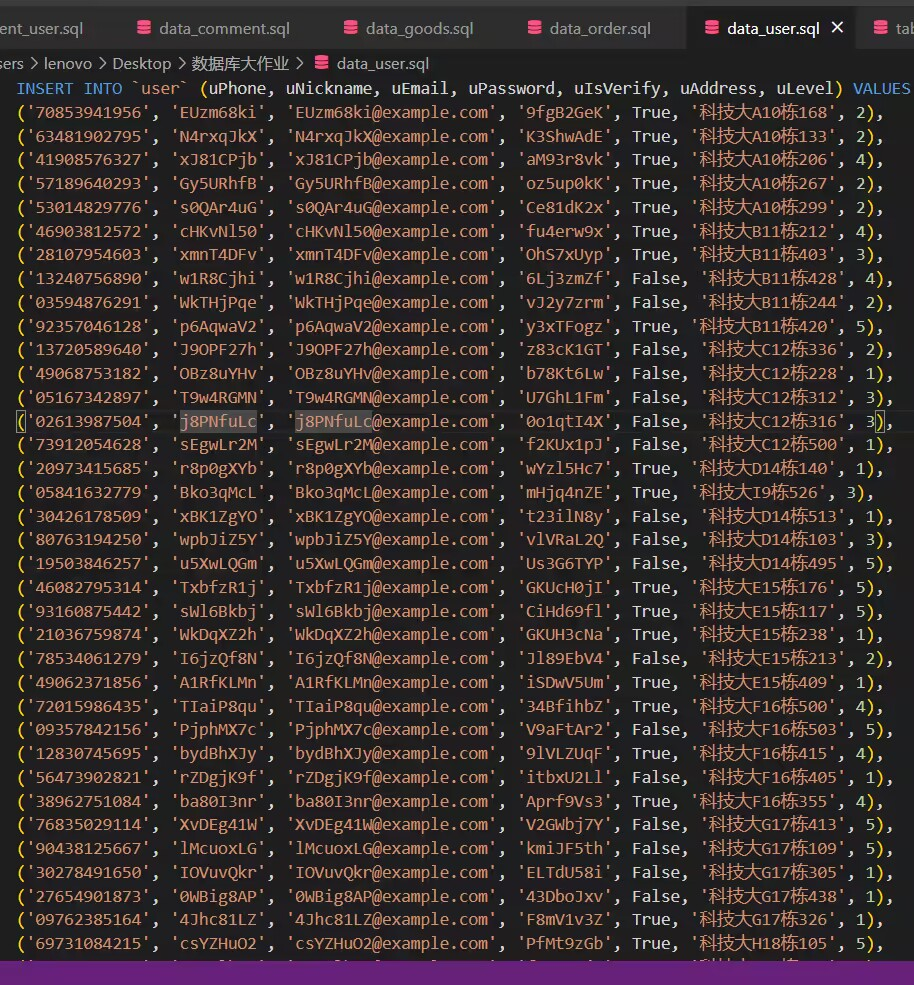 ent_user.sql data_comment.sql data_goods.sql data_order.sql data_user.sql × tab
sers > lenovo > Desktop > 数据库大作业 > data_user.sql
INSERT INTO `user` (uPhone, uNickname, uEmail, uPassword, uIsVerify, uAddress, uLevel) VALUES
('70853941956', 'EUzm68ki', 'EUzm68ki@example.com', '9fgB2GeK', True, '科技大A10栋168', 2),
('63481902795', 'N4rxqJkX', 'N4rxqJkX@example.com', 'K3ShwAdE', True, '科技大A10栋133', 2),
('41908576327', 'xJ81CPjb', 'xJ81CPjb@example.com', 'aM93r8vk', True, '科技大A10栋206', 4),
('57189640293', 'Gy5URhfB', 'Gy5URhfB@example.com', 'oz5up0kK', True, '科技大A10栋267', 2),
('53014829776', 's0QAr4uG', 's0QAr4uG@example.com', 'Ce81dK2x', True, '科技大A10栋299', 2),
('46903812572', 'cHKvNl50', 'cHKvNl50@example.com', 'fu4erw9x', True, '科技大B11栋212', 4),
('28107954603', 'xmnT4DFv', 'xmnT4DFv@example.com', 'OhS7xUyp', True, '科技大B11栋403', 3),
('13240756890', 'w1R8Cjhi', 'w1R8Cjhi@example.com', '6Lj3zmZf', False, '科技大B11栋428', 4),
('03594876291', 'WkTHjPqe', 'WkTHjPqe@example.com', 'vJ2y7zrm', False, '科技大B11栋244', 2),
('92357046128', 'p6AqwaV2', 'p6AqwaV2@example.com', 'y3xTFogz', True, '科技大B11栋420', 5),
('13720589640', 'J9OPF27h', 'J9OPF27h@example.com', 'z83cK1GT', False, '科技大C12栋336', 2),
('49068753182', 'OBz8uYHv', 'OBz8uYHv@example.com', 'b78Kt6Lw', False, '科技大C12栋228', 1),
('05167342897', 'T9w4RGMN', 'T9w4RGMN@example.com', 'U7GhL1Fm', False, '科技大C12栋312', 3),
('02613987504', 'j8PNfuLc', 'j8PNfuLc@example.com', '0o1qtI4X', False, '科技大C12栋316', 3),
('73912054628', 'sEgwLr2M', 'sEgwLr2M@example.com', 'f2KUx1pJ', False, '科技大C12栋500', 1),
('20973415685', 'r8p0gXYb', 'r8p0gXYb@example.com', 'wYzl5Hc7', True, '科技大D14栋140', 1),
('05841632779', 'Bko3qMcL', 'Bko3qMcL@example.com', 'mHjq4nZE', True, '科技大I9栋526', 3),
('30426178509', 'xBK1ZgYO', 'xBK1ZgYO@example.com', 't23ilN8y', False, '科技大D14栋513', 1),
('80763194250', 'wpbJiZ5Y', 'wpbJiZ5Y@example.com', 'vlVRaL2Q', False, '科技大D14栋103', 3),
('19503846257', 'u5XwLQGm', 'u5XwLQGm@example.com', 'Us3G6TYP', False, '科技大D14栋495', 5),
('46082795314', 'TxbfzR1j', 'TxbfzR1j@example.com', 'GKUcH0jI', True, '科技大E15栋176', 5),
('93160875442', 'sWl6Bkbj', 'sWl6Bkbj@example.com', 'CiHd69fl', True, '科技大E15栋117', 5),
('21036759874', 'WkDqXZ2h', 'WkDqXZ2h@example.com', 'GKUH3cNa', True, '科技大E15栋238', 1),
('78534061279', 'I6jzQf8N', 'I6jzQf8N@example.com', 'Jl89EbV4', False, '科技大E15栋213', 2),
('49062371856', 'A1RfKLMn', 'A1RfKLMn@example.com', 'iSDwV5Um', True, '科技大E15栋409', 1),
('72015986435', 'TIaiP8qu', 'TIaiP8qu@example.com', '34BfihbZ', True, '科技大F16栋500', 4),
('09357842156', 'PjphMX7c', 'PjphMX7c@example.com', 'V9aFtAr2', False, '科技大F16栋503', 5),
('12830745695', 'bydBhXJy', 'bydBhXJy@example.com', '9lVLZUqF', True, '科技大F16栋415', 4),
('56473902821', 'rZDgjK9f', 'rZDgjK9f@example.com', 'itbxU2Ll', False, '科技大F16栋405', 1),
('38962751084', 'ba80I3nr', 'ba80I3nr@example.com', 'Aprf9Vs3', True, '科技大F16栋355', 4),
('76835029114', 'XvDEg41W', 'XvDEg41W@example.com', 'V2GWbj7Y', False, '科技大G17栋413', 5),
('90438125667', 'lMcuoxLG', 'lMcuoxLG@example.com', 'kmiJF5th', False, '科技大G17栋109', 5),
('30278491650', 'IOVuvQkr', 'IOVuvQkr@example.com', 'ELTdU58i', False, '科技大G17栋305', 1),
('27654901873', '0WBig8AP', '0WBig8AP@example.com', '43DboJxv', False, '科技大G17栋438', 1),
('09762385164', '4Jhc81LZ', '4Jhc81LZ@example.com', 'F8mV1v3Z', True, '科技大G17栋326', 1),
('69731084215', 'csYZHuO2', 'csYZHuO2@example.com', 'PfMt9zGb', True, '科技大H18栋105', 5),